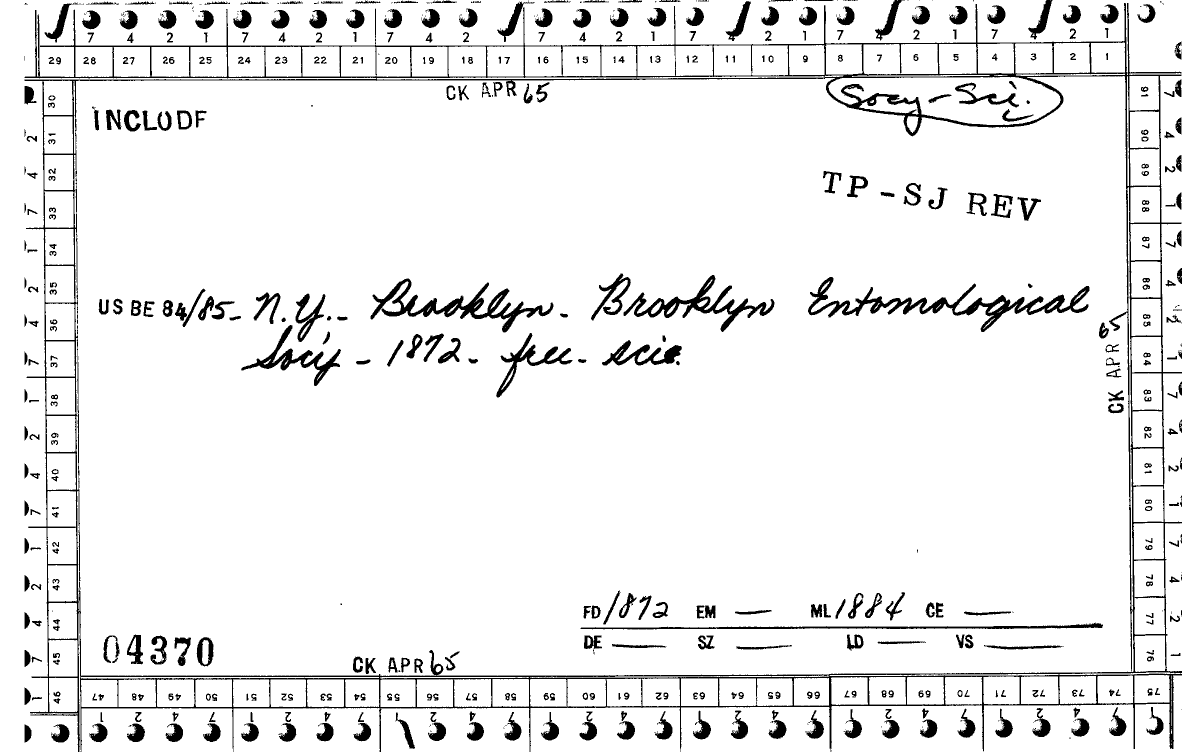 7 4 2 1 7 4 2 1 7 4 2 1 7 4 2 1 7 4 2 1 7 4 2 1 7 4 2 1
29 28 27 26 25 24 23 22 21 20 19 18 17 16 15 14 13 12 11 10 9 8 7 6 5 4 3 2 1
CK APR 65
Socy-Sci.
INCLODF
TP-SJ REV
US BE 84/85- N.Y.- Brooklyn- Brooklyn Entomological
Soc'y - 1872- free- scie.
CK APR 65
FD 1872 EM — ML 1884 CE —
DE — SZ — LD — VS —
04370
CK APR 65
30 31 32 33 34 35 36 37 38 39 40 41 42 43 44 45 46
91 90 89 88 87 86 85 84 83 82 81 80 79 78 77 76
47 48 49 50 51 52 53 54 55 56 57 58 59 60 61 62 63 64 65 66 67 68 69 70 71 72 73 74 75